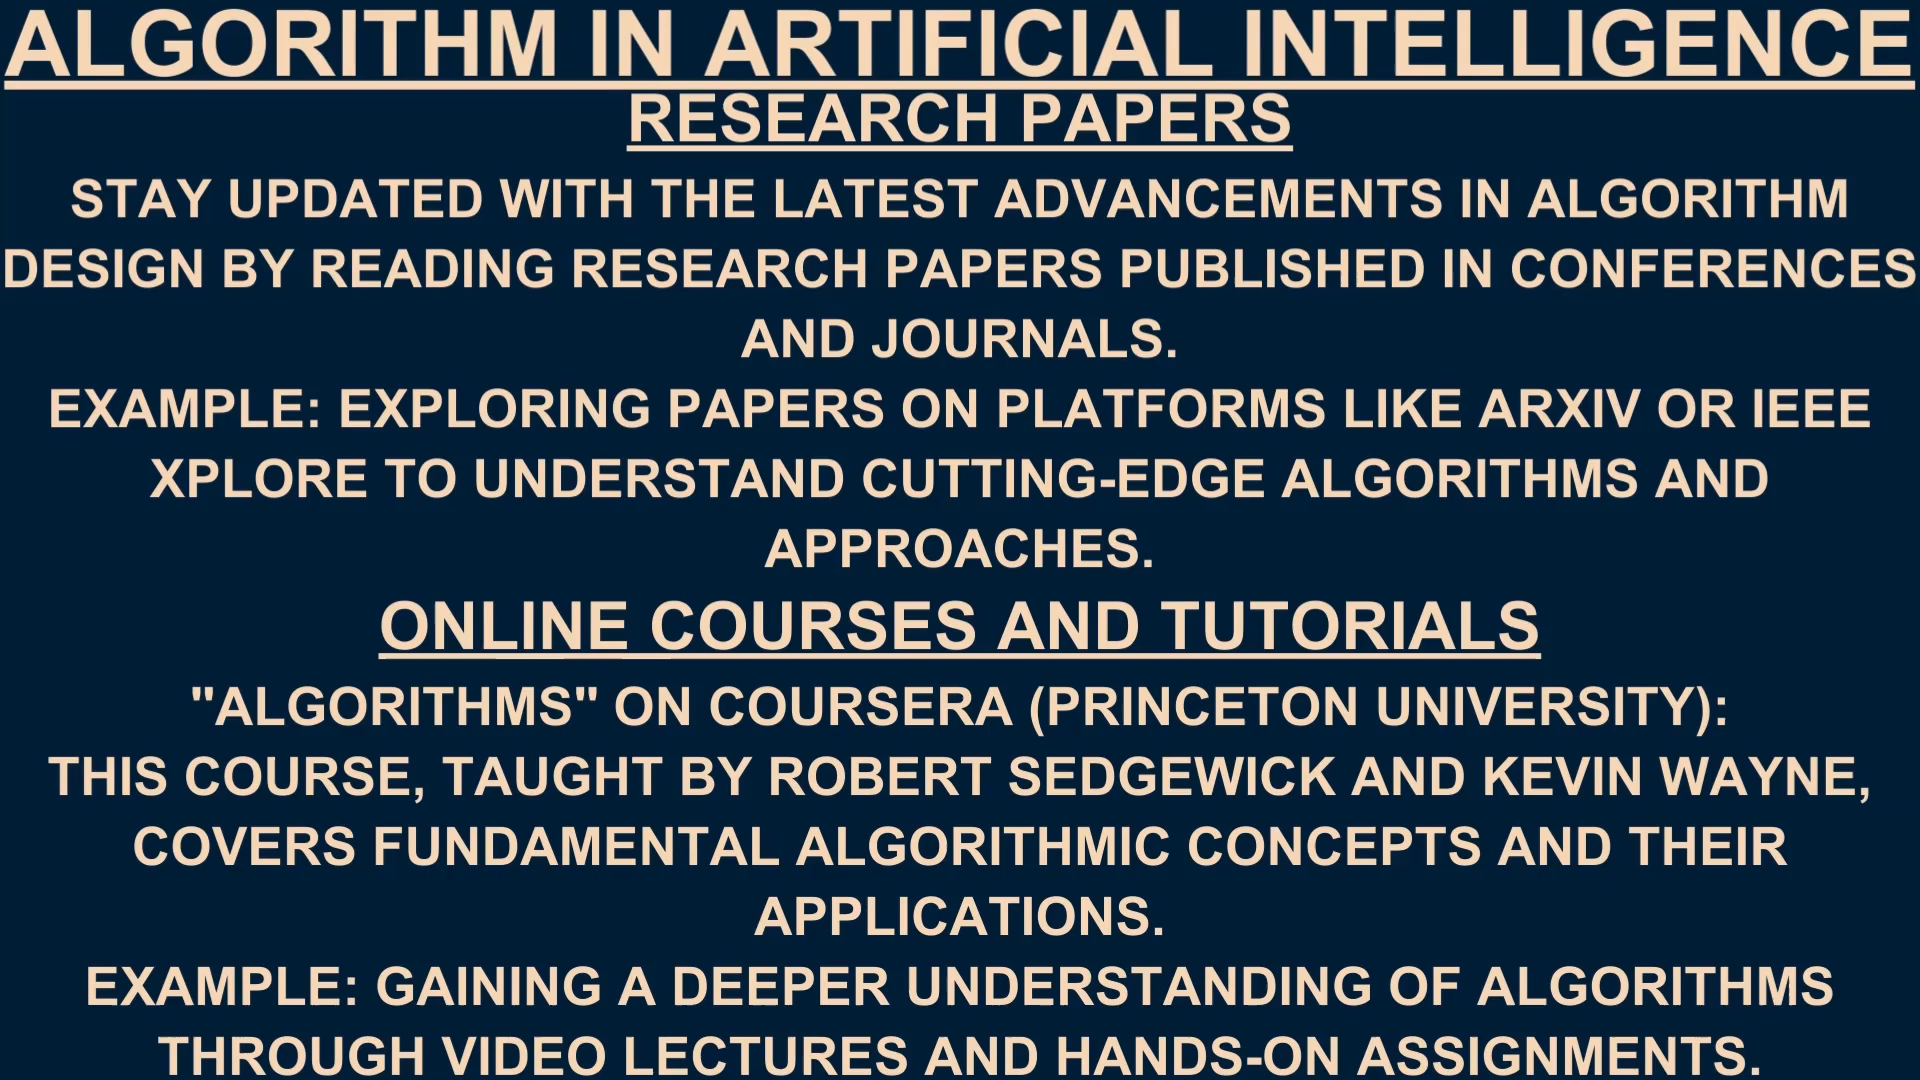 ALGORITHM IN ARTIFICIAL INTELLIGENCE
RESEARCH PAPERS
STAY UPDATED WITH THE LATEST ADVANCEMENTS IN ALGORITHM
DESIGN BY READING RESEARCH PAPERS PUBLISHED IN CONFERENCES
AND JOURNALS.
EXAMPLE: EXPLORING PAPERS ON PLATFORMS LIKE ARXIV OR IEEE
XPLORE TO UNDERSTAND CUTTING-EDGE ALGORITHMS AND
APPROACHES.
ONLINE COURSES AND TUTORIALS
"ALGORITHMS" ON COURSERA (PRINCETON UNIVERSITY):
THIS COURSE, TAUGHT BY ROBERT SEDGEWICK AND KEVIN WAYNE,
COVERS FUNDAMENTAL ALGORITHMIC CONCEPTS AND THEIR
APPLICATIONS.
EXAMPLE: GAINING A DEEPER UNDERSTANDING OF ALGORITHMS
THROUGH VIDEO LECTURES AND HANDS-ON ASSIGNMENTS.